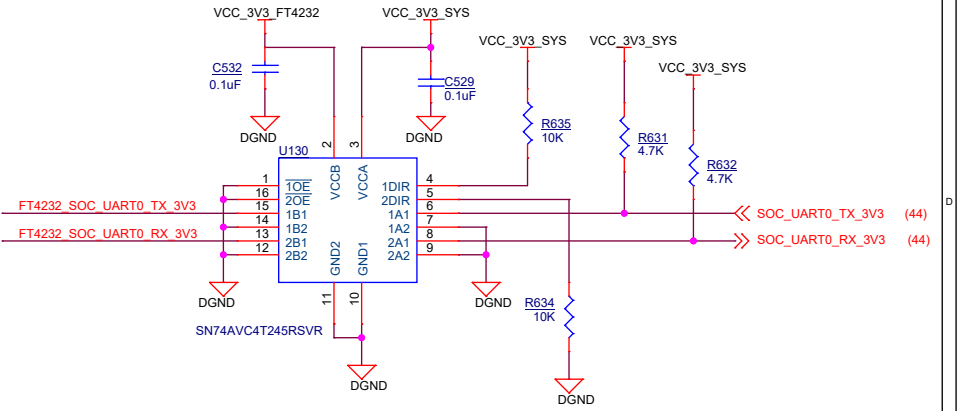 VCC_3V3_FT4232
VCC_3V3_SYS
VCC_3V3_SYS
VCC_3V3_SYS
VCC_3V3_SYS
C532
0.1uF
C529
0.1uF
DGND
DGND
R635
10K
R631
4.7K
R632
4.7K
U130
2
3
VCCB
VCCA
1
16
15
14
13
12
1OE
2OE
1B1
1B2
2B1
2B2
1DIR
2DIR
1A1
1A2
2A1
2A2
4
5
6
7
8
9
GND2
GND1
11
10
FT4232_SOC_UART0_TX_3V3
FT4232_SOC_UART0_RX_3V3
SOC_UART0_TX_3V3 (44)
SOC_UART0_RX_3V3 (44)
D
DGND
DGND
R634
10K
SN74AVC4T245RSVR
DGND
DGND